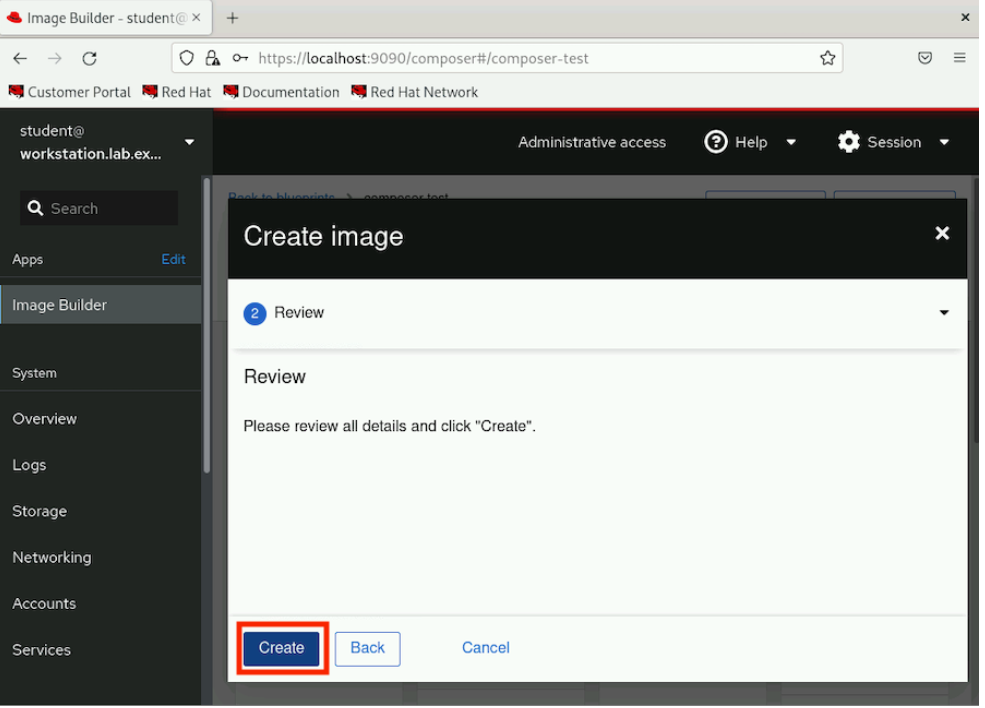 Image Builder - student@
https://localhost:9090/composer#/composer-test
Customer Portal Red Hat Documentation Red Hat Network
student@
workstation.lab.ex...
Administrative access Help Session
Search
Back to blueprints composer-test
Apps Edit
Image Builder
System
Overview
Logs
Storage
Networking
Accounts
Services
Create image
2 Review
Review
Please review all details and click "Create".
Create Back Cancel